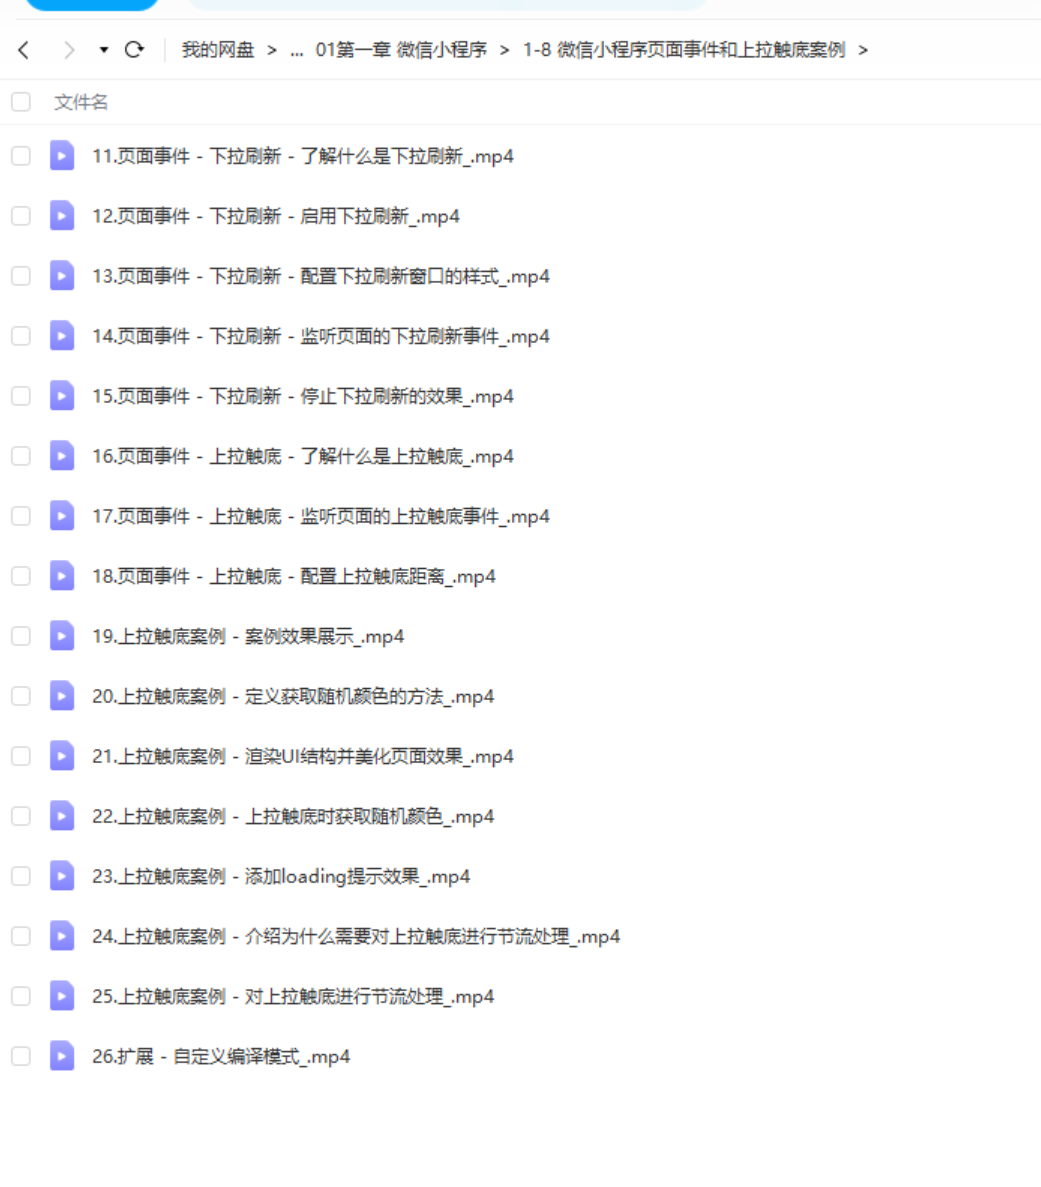 我的网盘 > ... 01第一章 微信小程序 > 1-8 微信小程序页面事件和上拉触底案例 >
文件名
11.页面事件 - 下拉刷新 - 了解什么是下拉刷新_.mp4
12.页面事件 - 下拉刷新 - 启用下拉刷新_.mp4
13.页面事件 - 下拉刷新 - 配置下拉刷新窗口的样式_.mp4
14.页面事件 - 下拉刷新 - 监听页面的下拉刷新事件_.mp4
15.页面事件 - 下拉刷新 - 停止下拉刷新的效果_.mp4
16.页面事件 - 上拉触底 - 了解什么是上拉触底_.mp4
17.页面事件 - 上拉触底 - 监听页面的上拉触底事件_.mp4
18.页面事件 - 上拉触底 - 配置上拉触底距离_.mp4
19.上拉触底案例 - 案例效果展示_.mp4
20.上拉触底案例 - 定义获取随机颜色的方法_.mp4
21.上拉触底案例 - 渲染UI结构并美化页面效果_.mp4
22.上拉触底案例 - 上拉触底时获取随机颜色_.mp4
23.上拉触底案例 - 添加loading提示效果_.mp4
24.上拉触底案例 - 介绍为什么需要对上拉触底进行节流处理_.mp4
25.上拉触底案例 - 对上拉触底进行节流处理_.mp4
26.扩展 - 自定义编译模式_.mp4